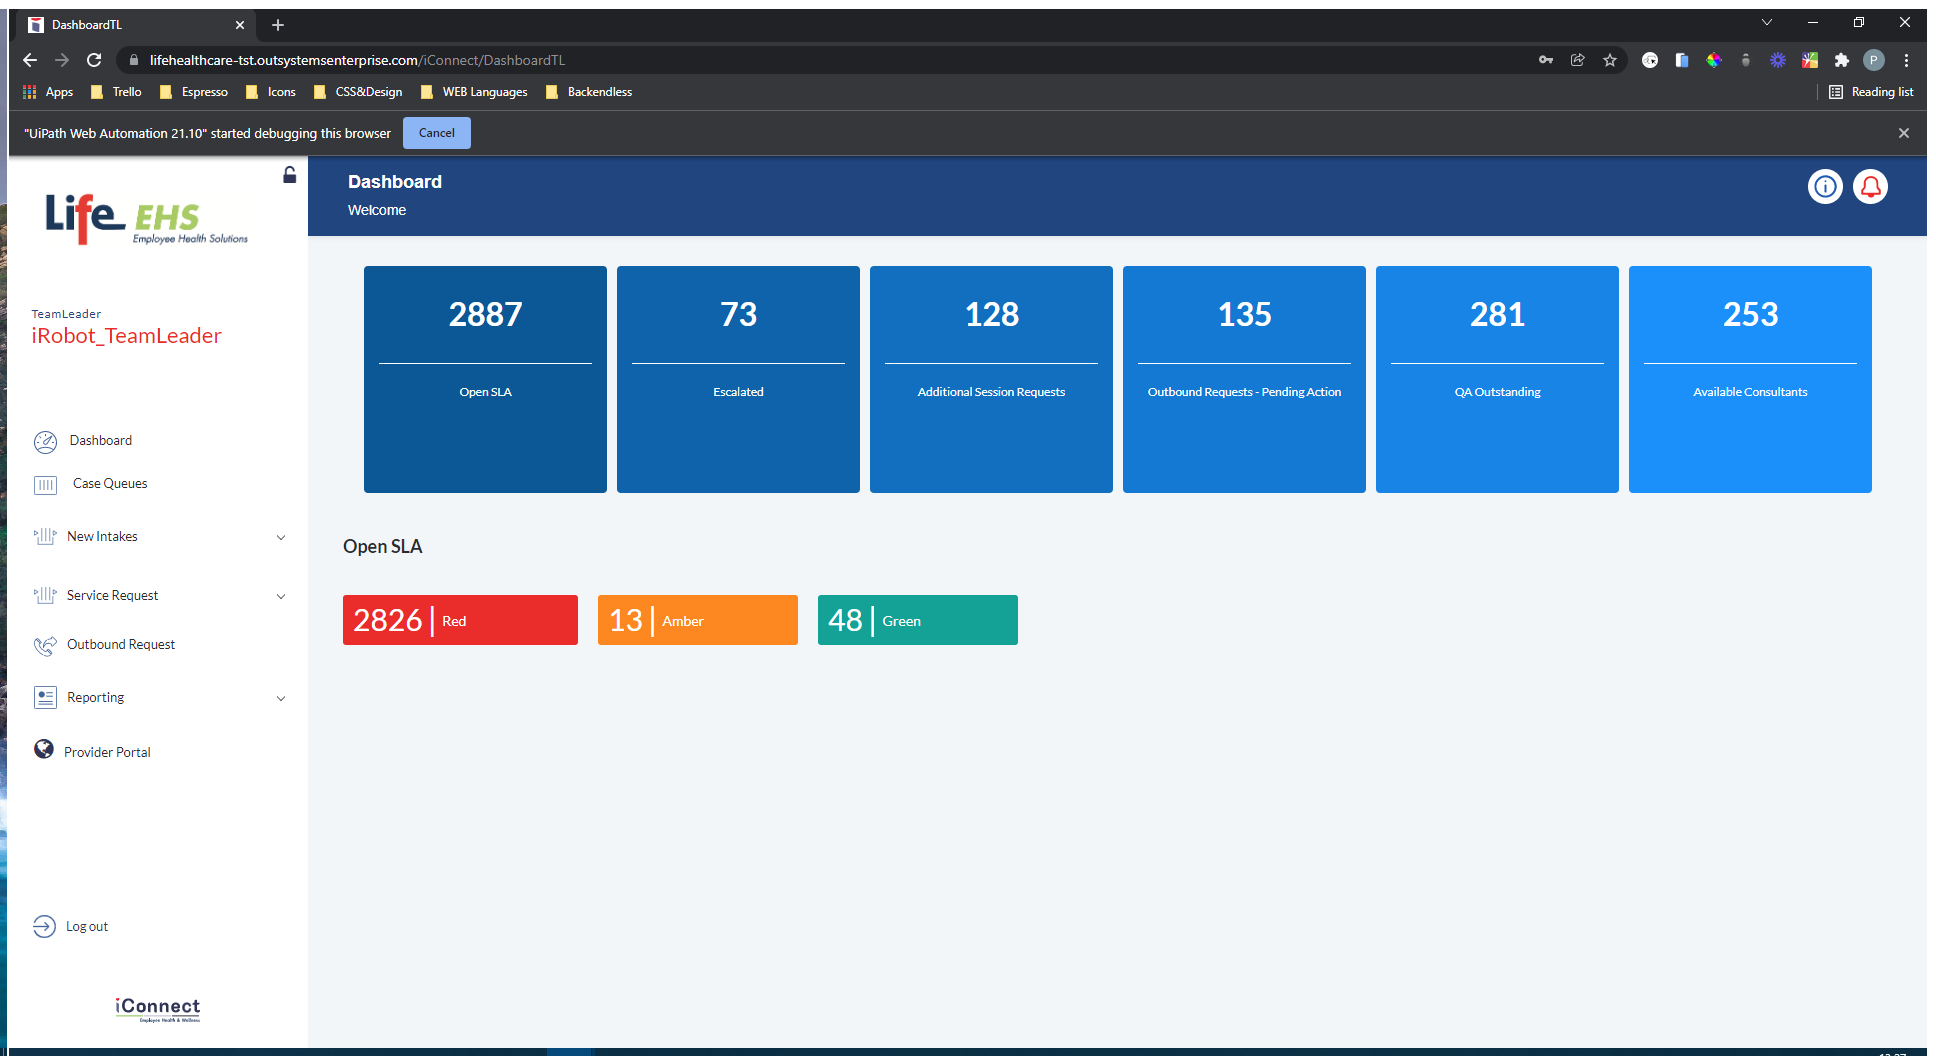 DashboardTL
lifehealthcare-tst.outsystemsenterprise.com/iConnect/DashboardTL
P
Apps Trello Espresso Icons CSS&Design WEB Languages Backendless Reading list
"UiPath Web Automation 21.10" started debugging this browser Cancel
Life EHS
Employee Health Solutions
TeamLeader
iRobot_TeamLeader
Dashboard
Case Queues
New Intakes
Service Request
Outbound Request
Reporting
Provider Portal
Log out
iConnect
Employee Health & Wellness
Dashboard
Welcome
2887
Open SLA
73
Escalated
128
Additional Session Requests
135
Outbound Requests - Pending Action
281
QA Outstanding
253
Available Consultants
Open SLA
2826 | Red
13 | Amber
48 | Green